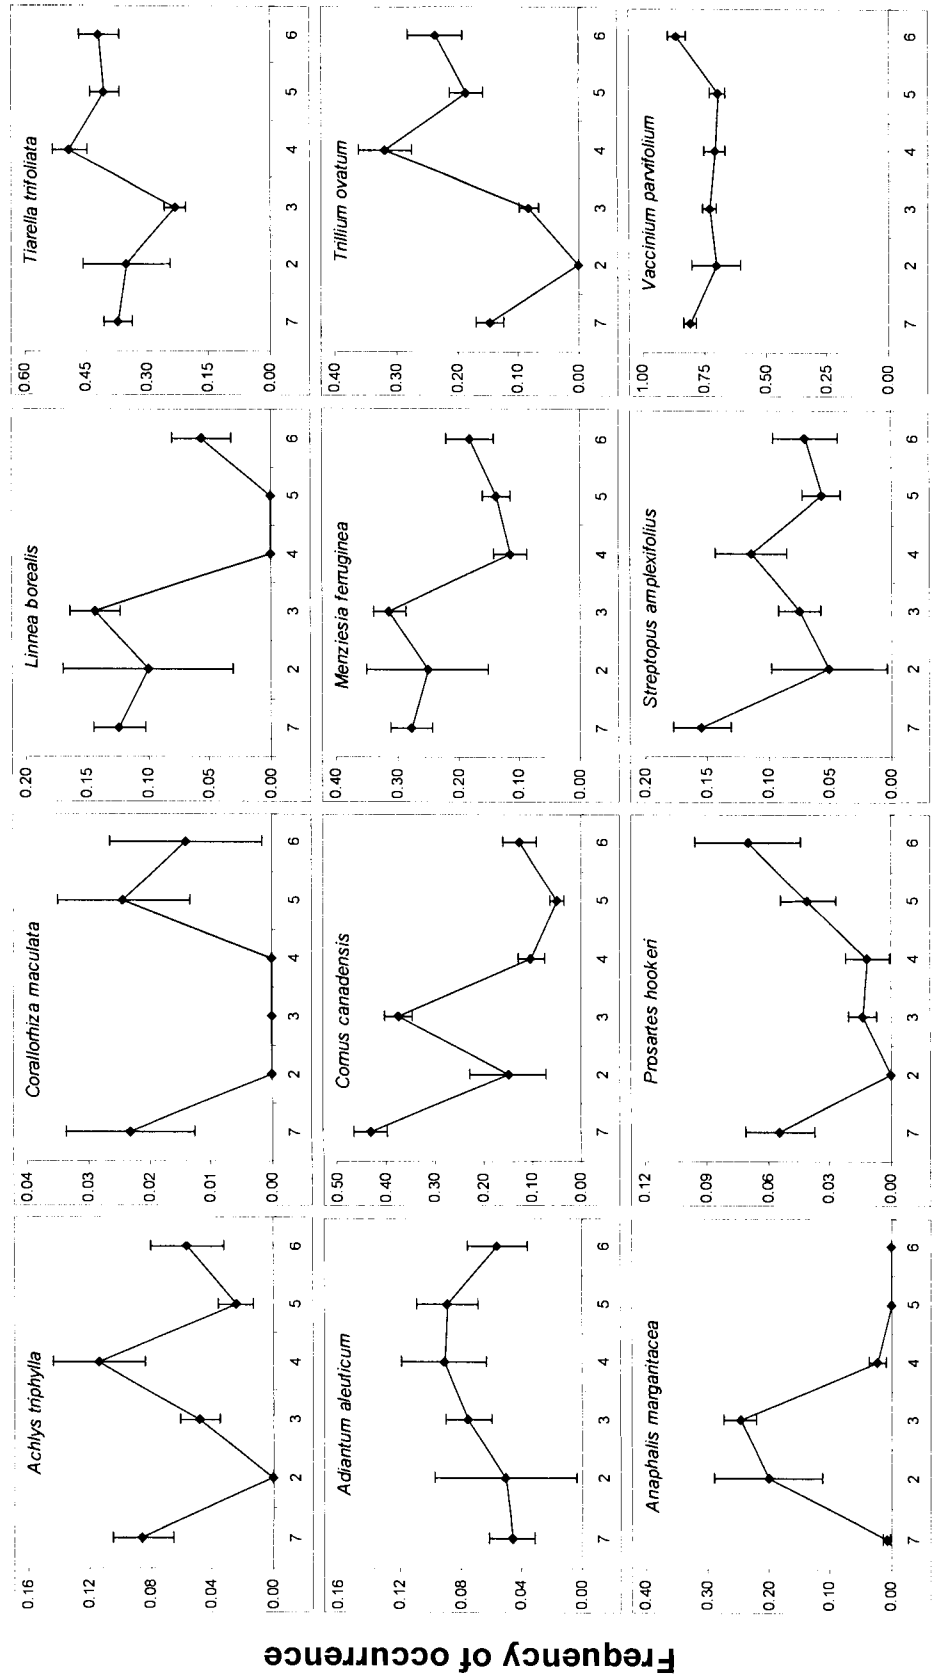 Frequency of occurrence
Achlys triphylla
0.16
0.12
0.08
0.04
0.00
7 2 3 4 5 6
Corallorhiza maculata
0.04
0.03
0.02
0.01
0.00
7 2 3 4 5 6
Linnea borealis
0.20
0.15
0.10
0.05
0.00
7 2 3 4 5 6
Tiarella trifoliata
0.60
0.45
0.30
0.15
0.00
7 2 3 4 5 6
Adiantum aleuticum
0.16
0.12
0.08
0.04
0.00
7 2 3 4 5 6
Cornus canadensis
0.50
0.40
0.30
0.20
0.10
0.00
7 2 3 4 5 6
Menziesia ferruginea
0.40
0.30
0.20
0.10
0.00
7 2 3 4 5 6
Trillium ovatum
0.40
0.30
0.20
0.10
0.00
7 2 3 4 5 6
Anaphalis margaritacea
0.40
0.30
0.20
0.10
0.00
7 2 3 4 5 6
Prosartes hookeri
0.12
0.09
0.06
0.03
0.00
7 2 3 4 5 6
Streptopus amplexifolius
0.20
0.15
0.10
0.05
0.00
7 2 3 4 5 6
Vaccinium parvifolium
1.00
0.75
0.50
0.25
0.00
7 2 3 4 5 6